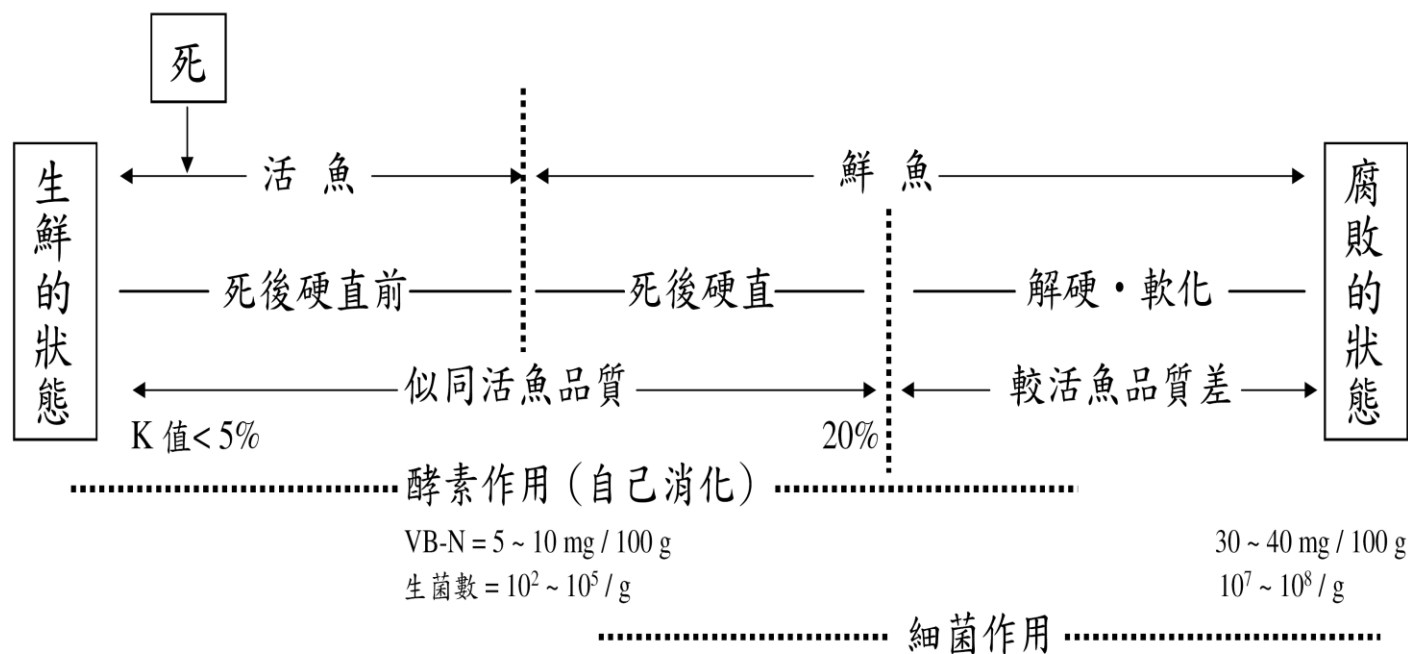 死
生鮮的狀態
活魚
鮮魚
腐敗的狀態
死後硬直前
死後硬直
解硬・軟化
似同活魚品質
較活魚品質差
K 值< 5%
20%
酵素作用（自己消化）
VB-N = 5 ~ 10 mg / 100 g
30 ~ 40 mg / 100 g
生菌數 = 10² ~ 10⁵ / g
10⁷ ~ 10⁸ / g
細菌作用